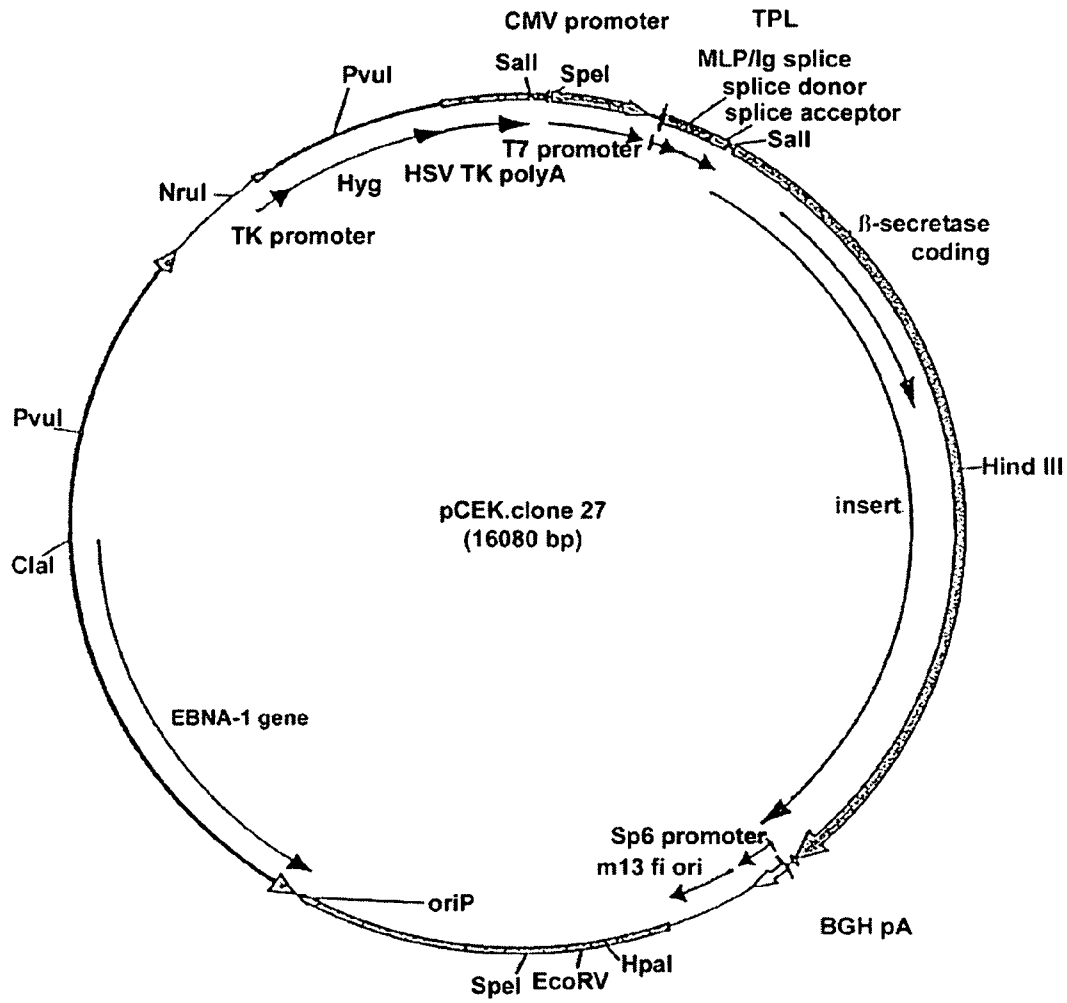 CMV promoter
TPL
SalI
SpeI
MLP/Ig splice
splice donor
splice acceptor
SalI
PvuI
T7 promoter
HSV TK polyA
Hyg
NruI
TK promoter
ß-secretase
coding
PvuI
Hind III
insert
pCEK.clone 27
(16080 bp)
ClaI
EBNA-1 gene
Sp6 promoter
m13 fi ori
oriP
BGH pA
SpeI
EcoRV
HpaI